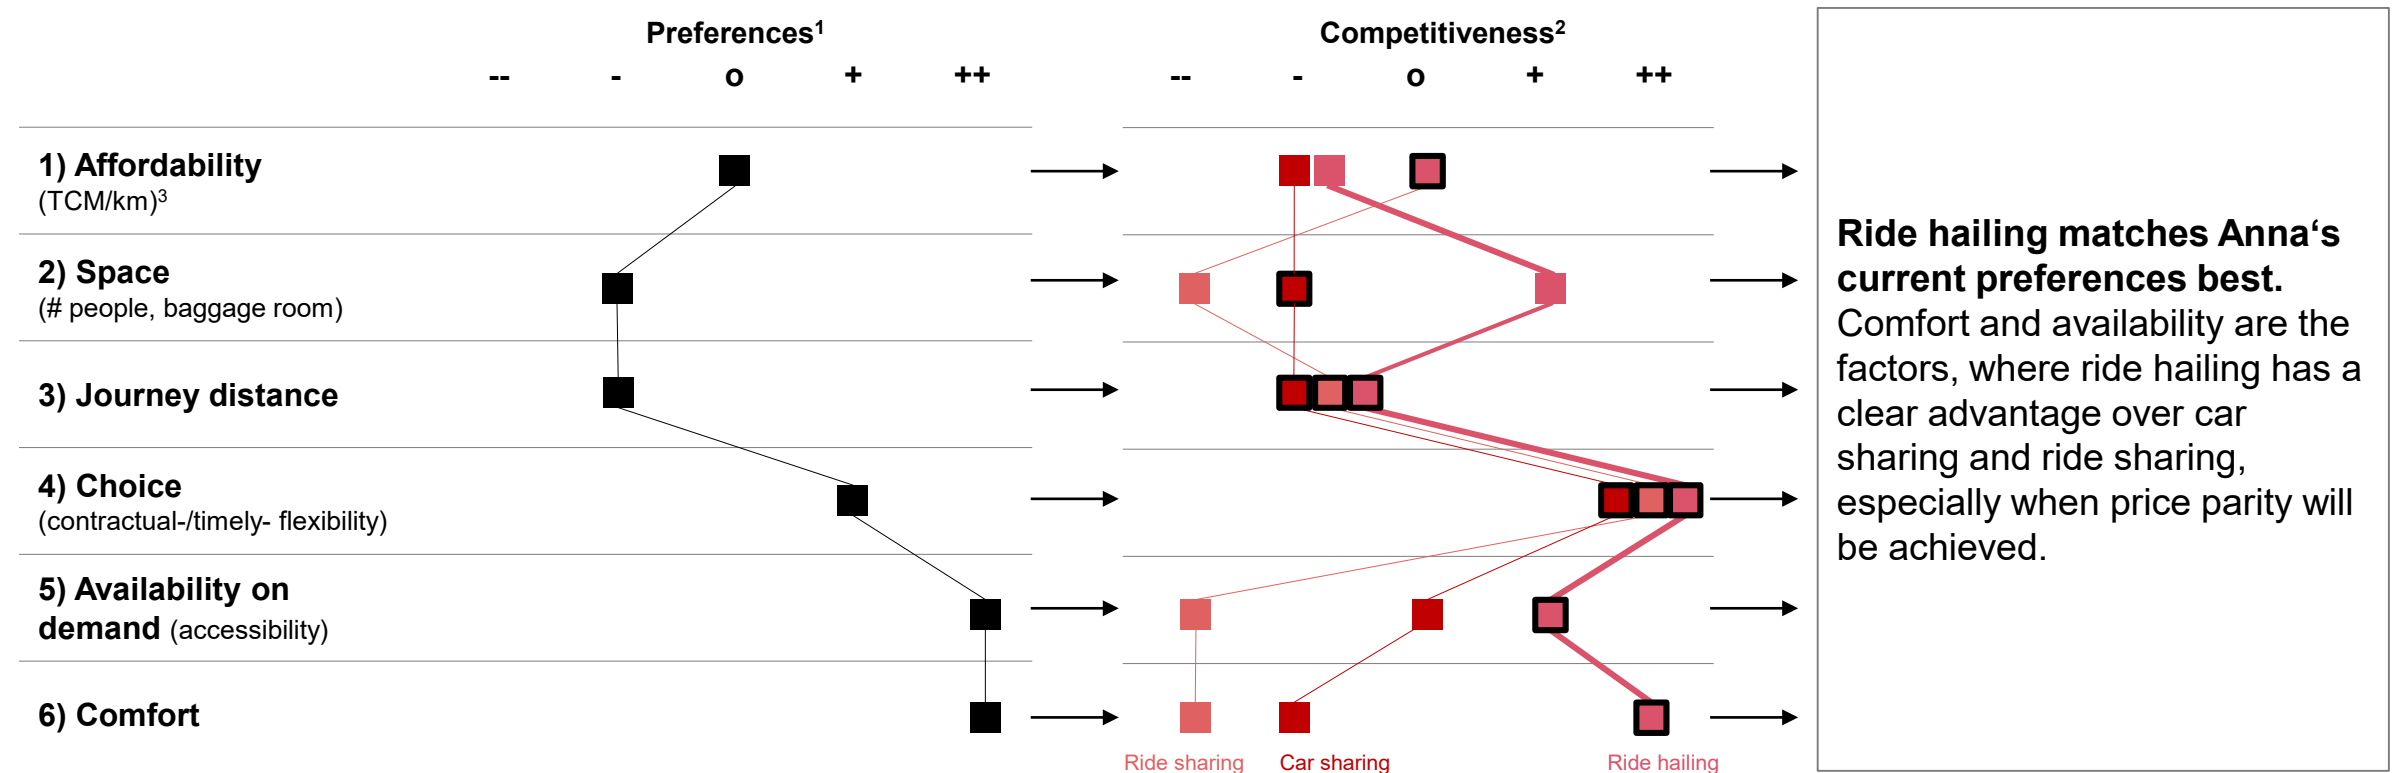 Preferences¹
Competitiveness²
-- - o + ++
-- - o + ++
1) Affordability
(TCM/km)³
2) Space
(# people, baggage room)
3) Journey distance
4) Choice
(contractual-/timely- flexibility)
5) Availability on
demand (accessibility)
6) Comfort
Ride sharing
Car sharing
Ride hailing
Ride hailing matches Anna‘s
current preferences best.
Comfort and availability are the
factors, where ride hailing has a
clear advantage over car
sharing and ride sharing,
especially when price parity will
be achieved.